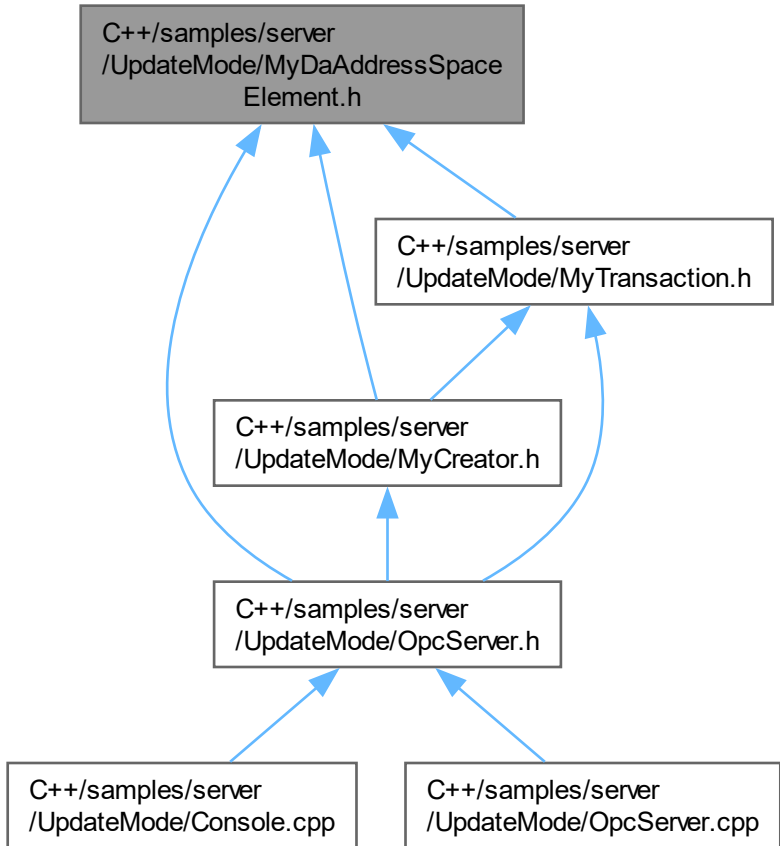 C++/samples/server
/UpdateMode/MyDaAddressSpace
Element.h
C++/samples/server
/UpdateMode/MyTransaction.h
C++/samples/server
/UpdateMode/MyCreator.h
C++/samples/server
/UpdateMode/OpcServer.h
C++/samples/server
/UpdateMode/Console.cpp
C++/samples/server
/UpdateMode/OpcServer.cpp